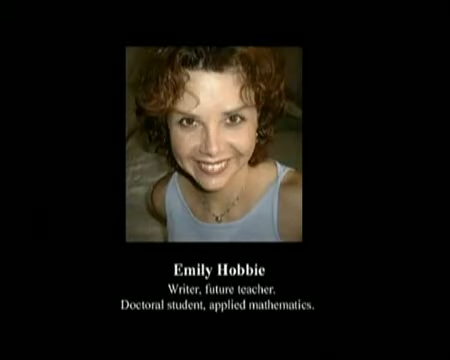 Emily Hobbie
Writer, future teacher.
Doctoral student, applied mathematics.